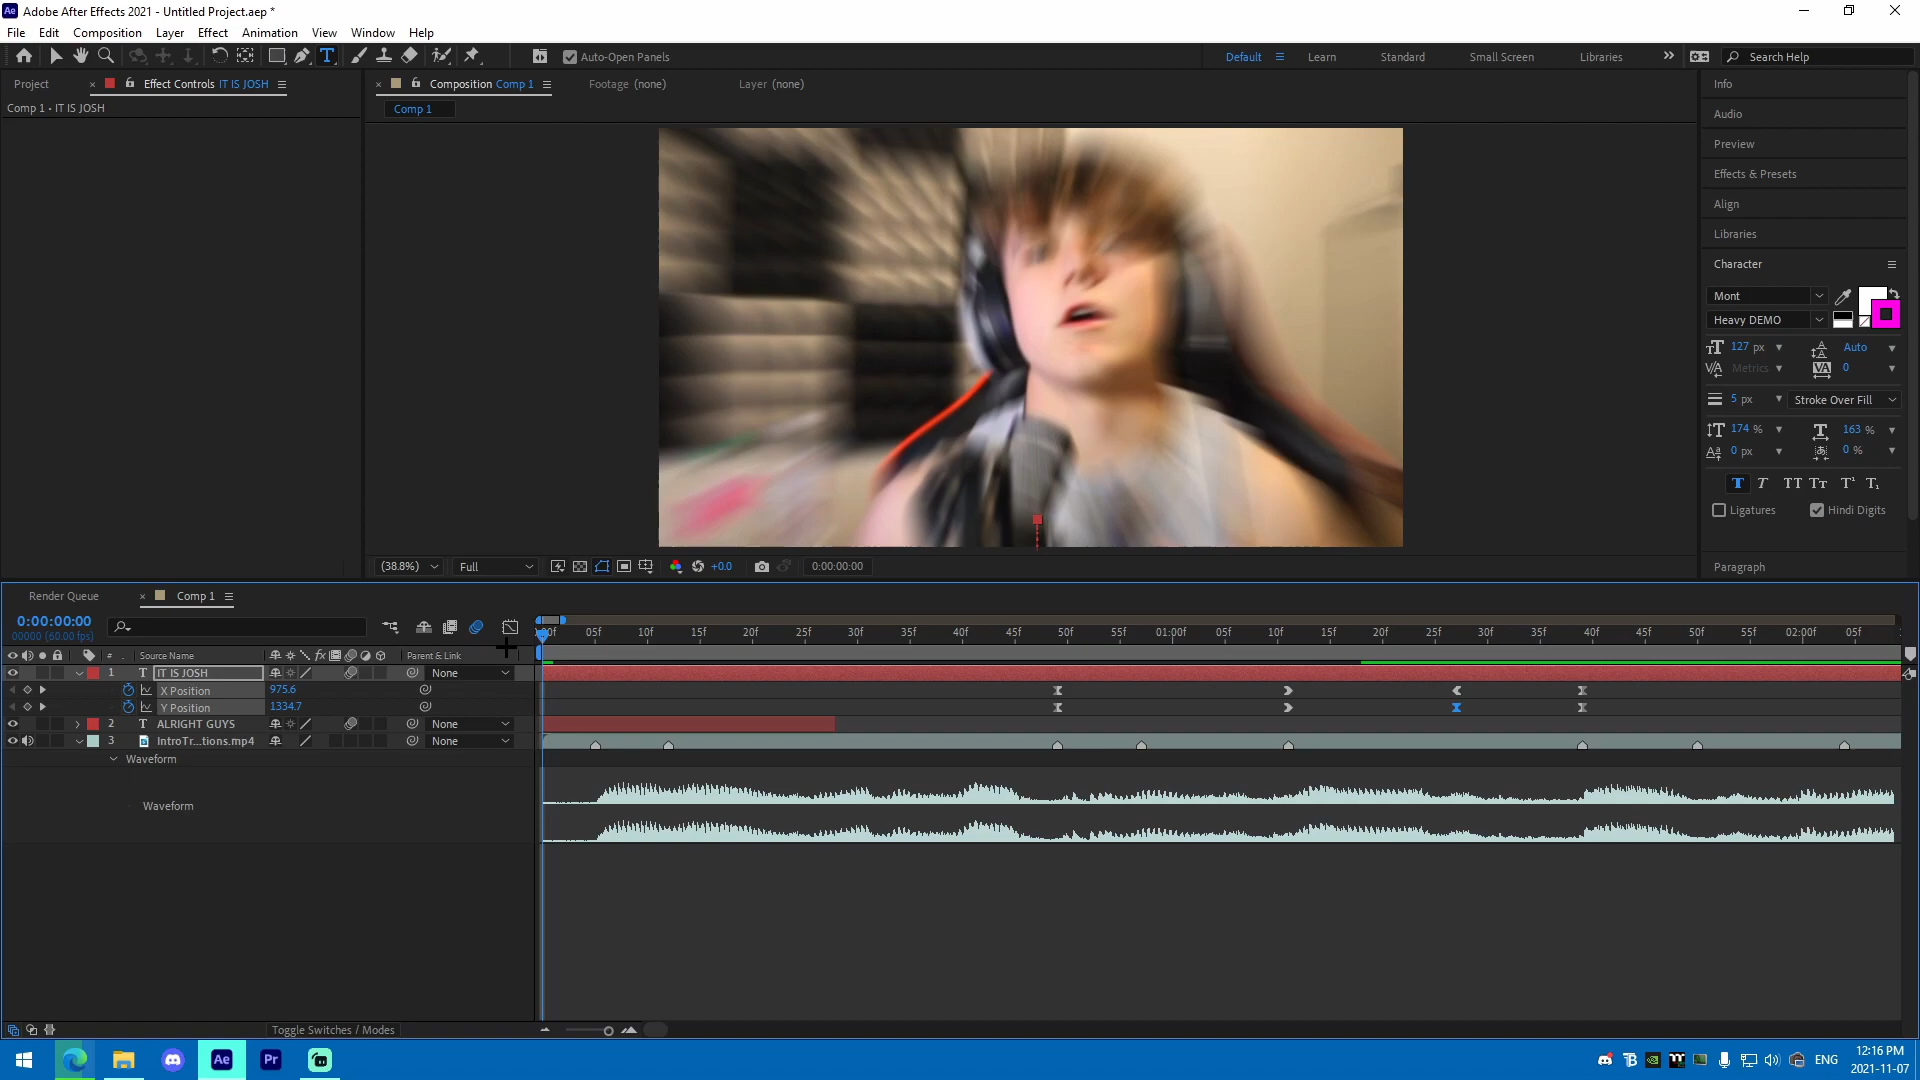 Adobe After Effects 2021 - Untitled Project.aep *
File Edit Composition Layer Effect Animation View Window Help
Auto-Open Panels
Default Learn Standard Small Screen Libraries Search Help
Project Effect Controls IT IS JOSH
Comp 1 • IT IS JOSH
Composition Comp 1 Footage (none) Layer (none)
Comp 1
(38.8%) Full +0.0 0:00:00:00
Info
Audio
Preview
Effects & Presets
Align
Libraries
Character
Mont
Heavy DEMO
127 px Auto
Metrics 0
5 px Stroke Over Fill
174 % 163 %
0 px 0 %
Ligatures Hindi Digits
Paragraph
Render Queue Comp 1
0:00:00:00
00000 (60.00 fps)
:00f 05f 10f 15f 20f 25f 30f 35f 40f 45f 50f 55f 01:00f 05f 10f 15f 20f 25f 30f 35f 40f 45f 50f 55f 02:00f 05f
# Source Name Parent & Link
1 T IT IS JOSH None
X Position 975.6
Y Position 1334.7
2 T ALRIGHT GUYS None
3 IntroTr...tions.mp4 None
Waveform
Waveform
Toggle Switches / Modes
Ae Pr ENG
12:16 PM
2021-11-07